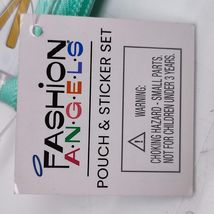 FASHION
ANGELS
POUCH & STICKER SET
WARNING:
CHOKING HAZARD - SMALL PARTS.
NOT FOR CHILDREN UNDER 3 YEARS.